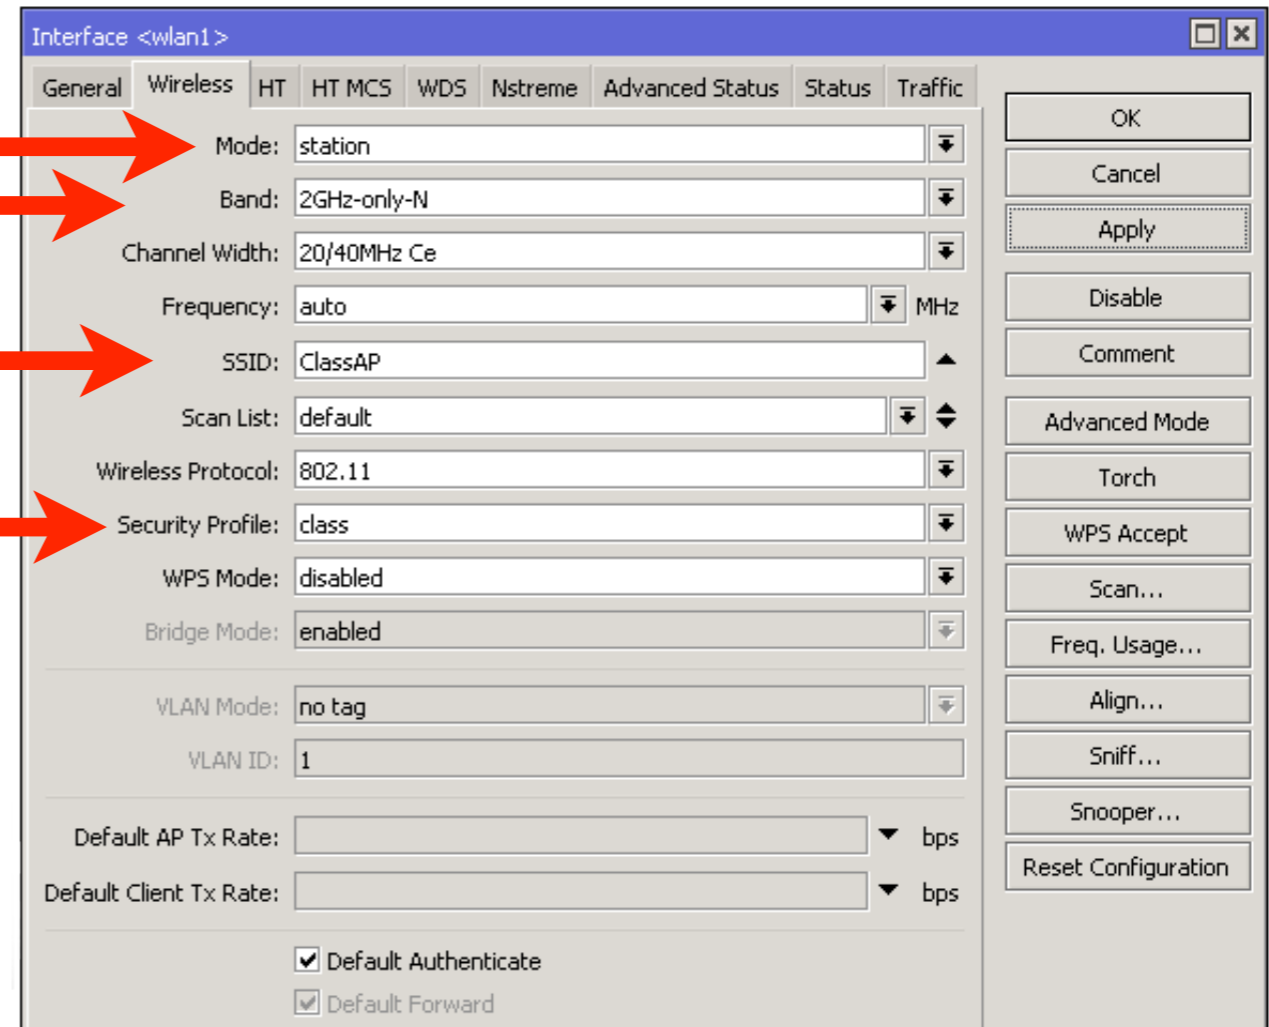 Interface <wlan1>
General Wireless HT HT MCS WDS Nstreme Advanced Status Status Traffic
Mode: station
Band: 2GHz-only-N
Channel Width: 20/40MHz Ce
Frequency: auto MHz
SSID: ClassAP
Scan List: default
Wireless Protocol: 802.11
Security Profile: class
WPS Mode: disabled
Bridge Mode: enabled
VLAN Mode: no tag
VLAN ID: 1
Default AP Tx Rate: bps
Default Client Tx Rate: bps
Default Authenticate
Default Forward
OK
Cancel
Apply
Disable
Comment
Advanced Mode
Torch
WPS Accept
Scan...
Freq. Usage...
Align...
Sniff...
Snooper...
Reset Configuration